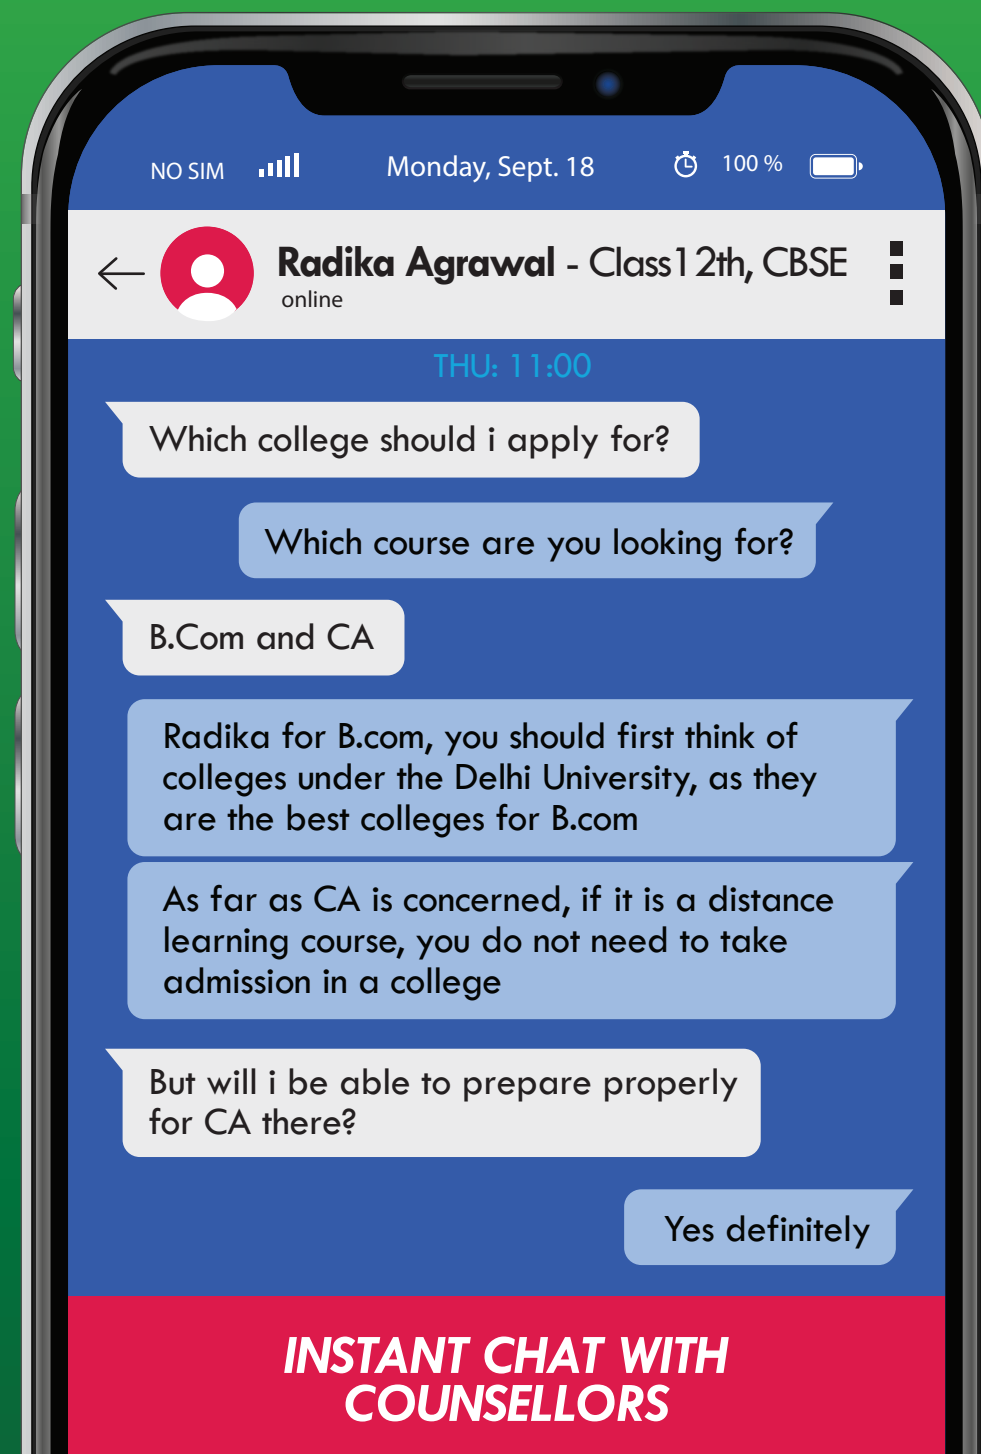 NO SIM Monday, Sept. 18 100 %
Radika Agrawal - Class12th, CBSE
online
THU: 11:00
Which college should i apply for?
Which course are you looking for?
B.Com and CA
Radika for B.com, you should first think of
colleges under the Delhi University, as they
are the best colleges for B.com
As far as CA is concerned, if it is a distance
learning course, you do not need to take
admission in a college
But will i be able to prepare properly
for CA there?
Yes definitely
INSTANT CHAT WITH
COUNSELLORS